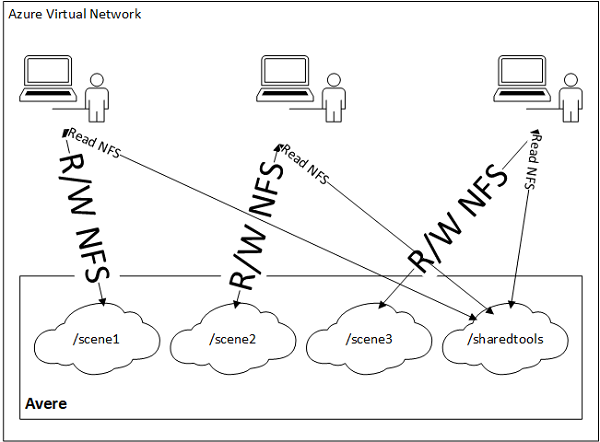 Azure Virtual Network
Read NFS
R/W NFS
Read NFS
R/W NFS
Read NFS
R/W NFS
/scene1
/scene2
/scene3
/sharedtools
Avere